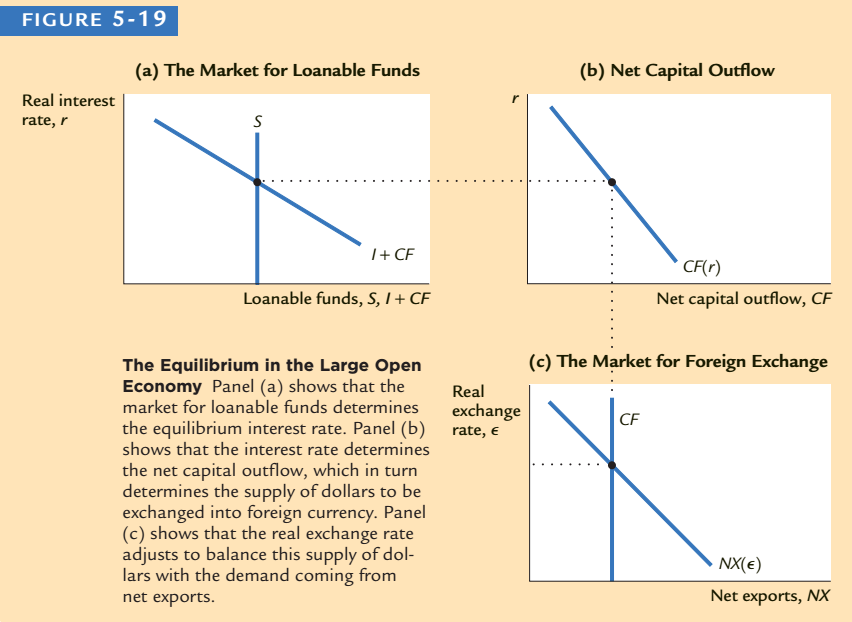 FIGURE 5-19
(a) The Market for Loanable Funds
Real interest
rate, r
S
I + CF
Loanable funds, S, I + CF
(b) Net Capital Outflow
r
CF(r)
Net capital outflow, CF
The Equilibrium in the Large Open
Economy Panel (a) shows that the
market for loanable funds determines
the equilibrium interest rate. Panel (b)
shows that the interest rate determines
the net capital outflow, which in turn
determines the supply of dollars to be
exchanged into foreign currency. Panel
(c) shows that the real exchange rate
adjusts to balance this supply of dol-
lars with the demand coming from
net exports.
(c) The Market for Foreign Exchange
Real
exchange
rate, ϵ
CF
NX(ϵ)
Net exports, NX